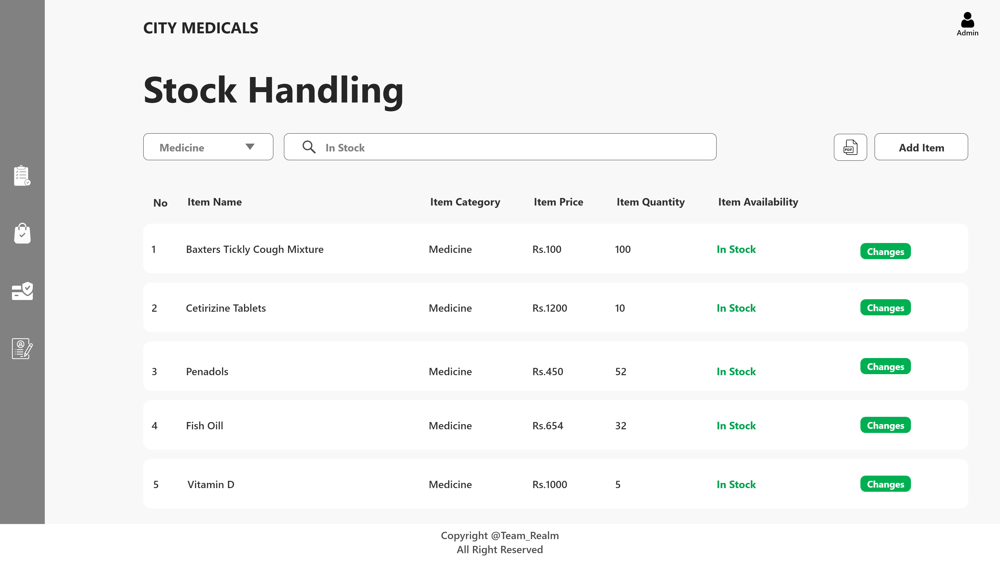 CITY MEDICALS
Admin
Stock Handling
Medicine In Stock PDF Add Item
No Item Name Item Category Item Price Item Quantity Item Availability
1 Baxters Tickly Cough Mixture Medicine Rs.100 100 In Stock Changes
2 Cetirizine Tablets Medicine Rs.1200 10 In Stock Changes
3 Penadols Medicine Rs.450 52 In Stock Changes
4 Fish Oill Medicine Rs.654 32 In Stock Changes
5 Vitamin D Medicine Rs.1000 5 In Stock Changes
Copyright @Team_Realm
All Right Reserved